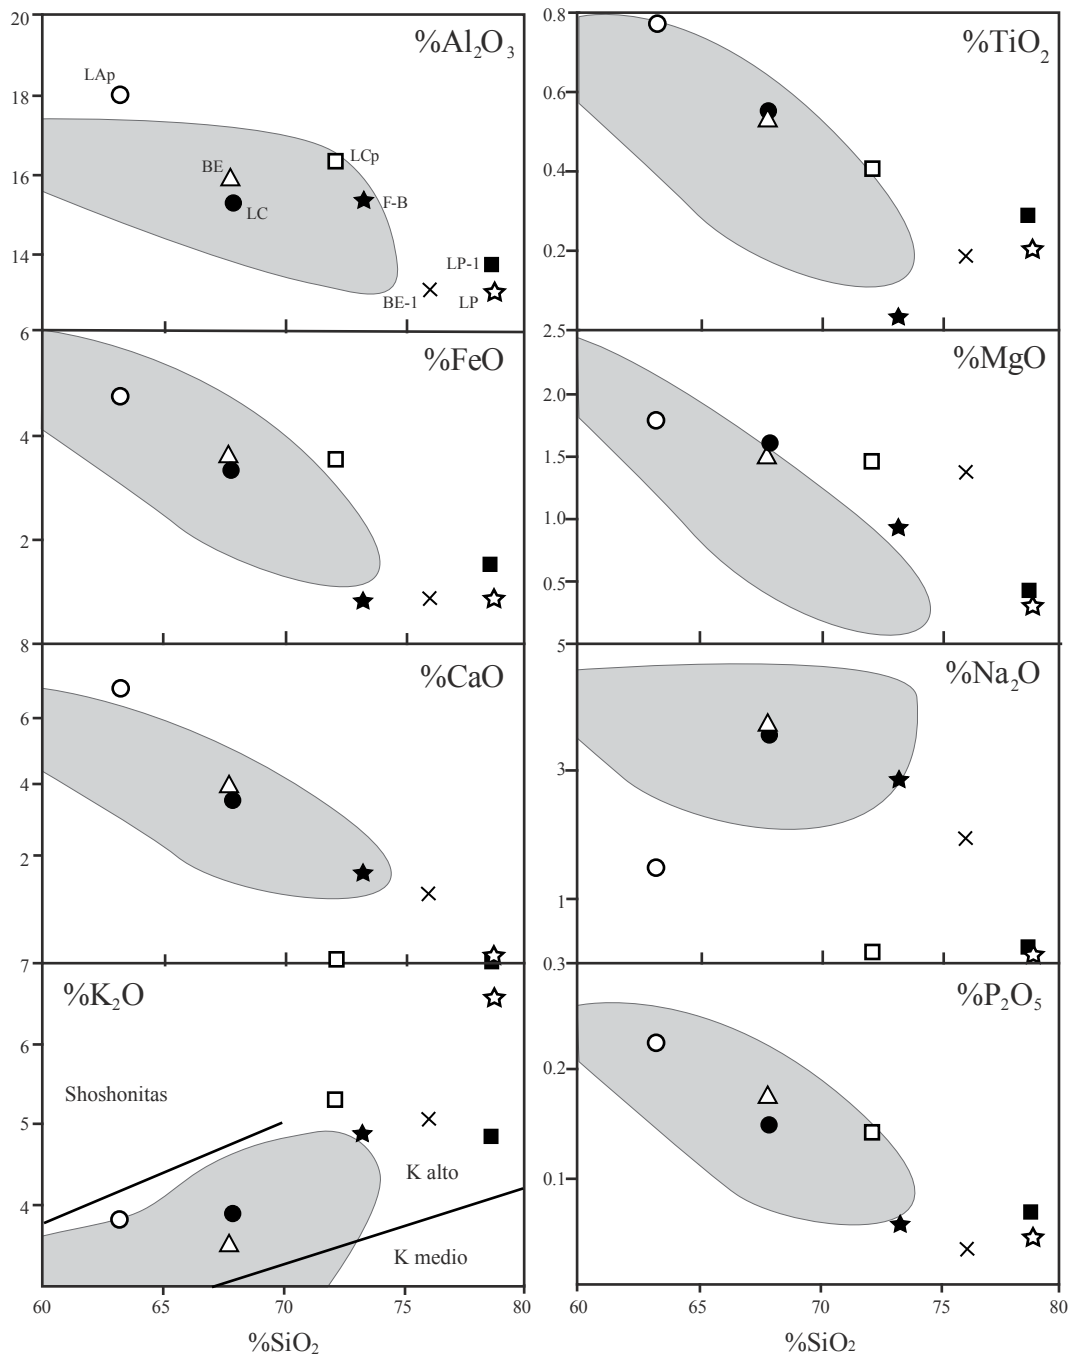 %Al₂O₃
20
18
16
14
LAp
BE
LC
LCp
F-B
LP-1
BE-1
LP
%TiO₂
0.8
0.6
0.4
0.2
%FeO
6
4
2
%MgO
2.5
2.0
1.5
1.0
0.5
%CaO
8
6
4
2
%Na₂O
5
3
1
%K₂O
7
6
5
4
Shoshonitas
K alto
K medio
60 65 70 75 80
%SiO₂
%P₂O₅
0.3
0.2
0.1
60 65 70 75 80
%SiO₂